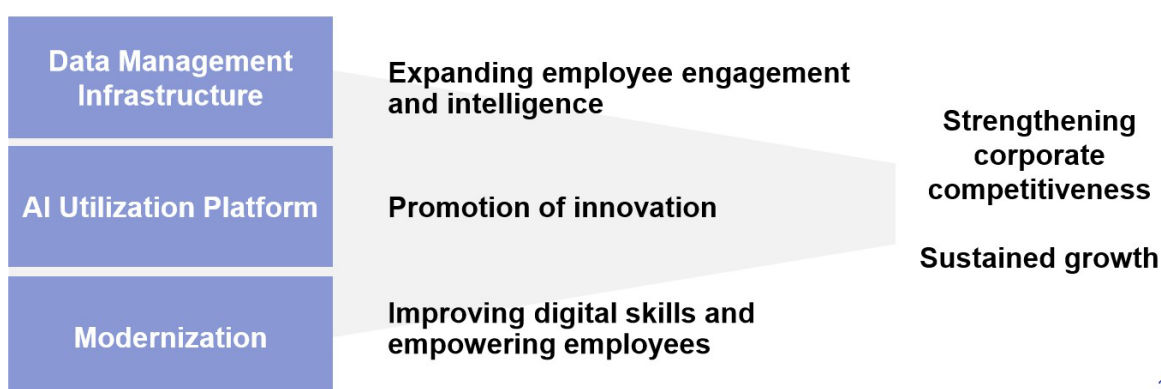 Data Management
Infrastructure
Expanding employee engagement
and intelligence
AI Utilization Platform
Promotion of innovation
Modernization
Improving digital skills and
empowering employees
Strengthening
corporate
competitiveness
Sustained growth